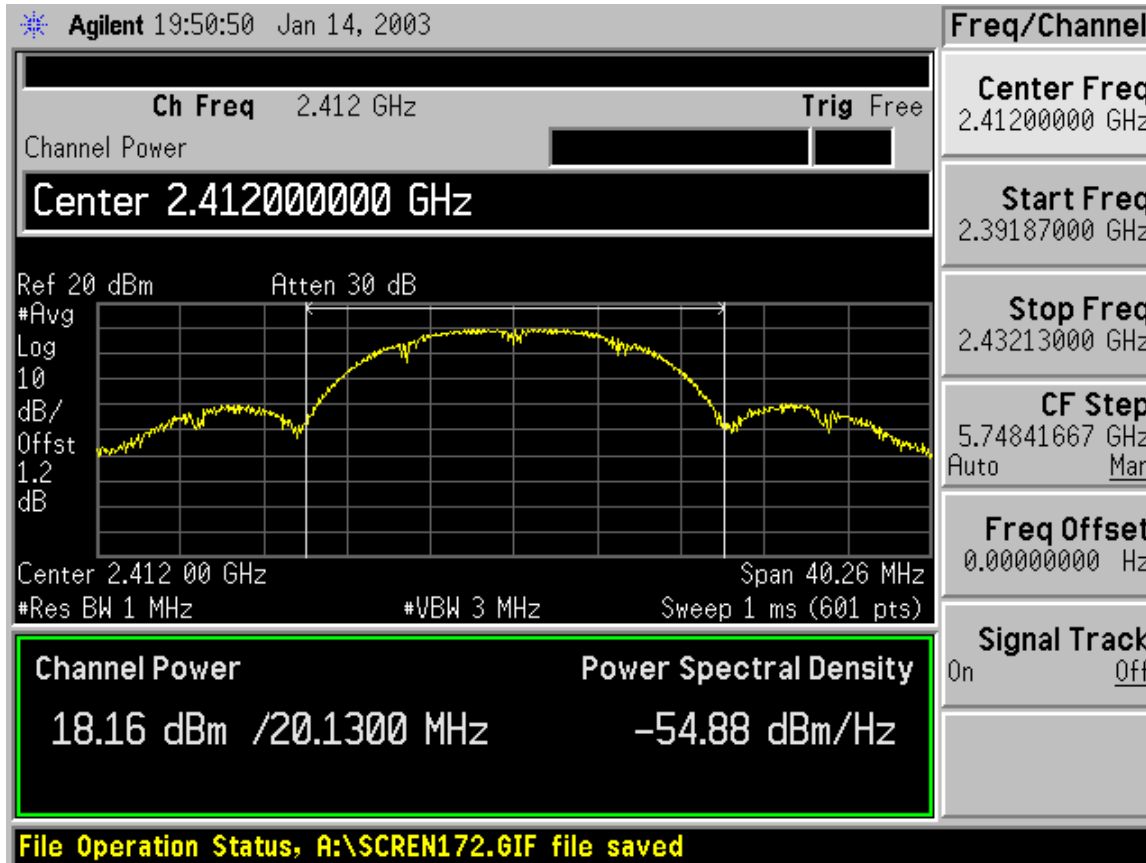 Agilent 19:50:50 Jan 14, 2003
Ch Freq 2.412 GHz Trig Free
Channel Power
Center 2.412000000 GHz
Ref 20 dBm Atten 30 dB
#Avg
Log
10
dB/
Offst
1.2
dB
Center 2.412 00 GHz Span 40.26 MHz
#Res BW 1 MHz #VBW 3 MHz Sweep 1 ms (601 pts)
Channel Power Power Spectral Density
18.16 dBm /20.1300 MHz -54.88 dBm/Hz
File Operation Status, A:\SCREN172.GIF file saved
Freq/Channel
Center Freq
2.41200000 GHz
Start Freq
2.39187000 GHz
Stop Freq
2.43213000 GHz
CF Step
5.74841667 GHz
Auto Man
Freq Offset
0.00000000 Hz
Signal Track
On Off